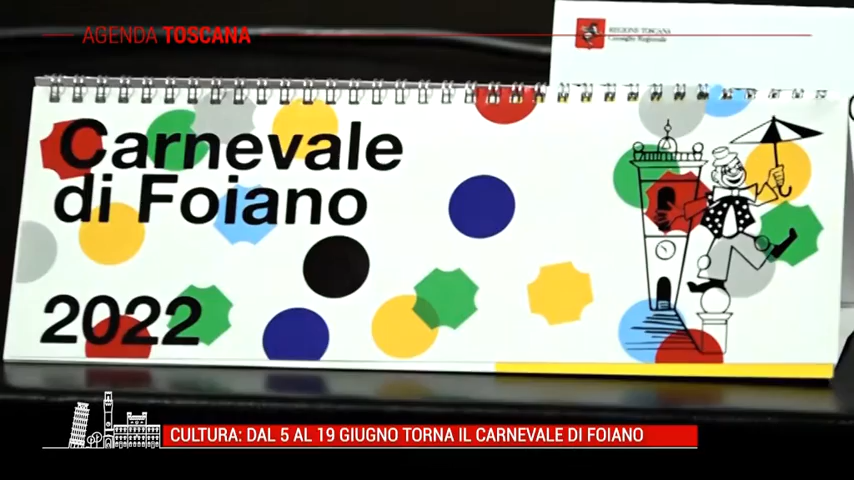 AGENDA TOSCANA
REGIONE TOSCANA
Consiglio Regionale
Carnevale
di Foiano
2022
CULTURA: DAL 5 AL 19 GIUGNO TORNA IL CARNEVALE DI FOIANO